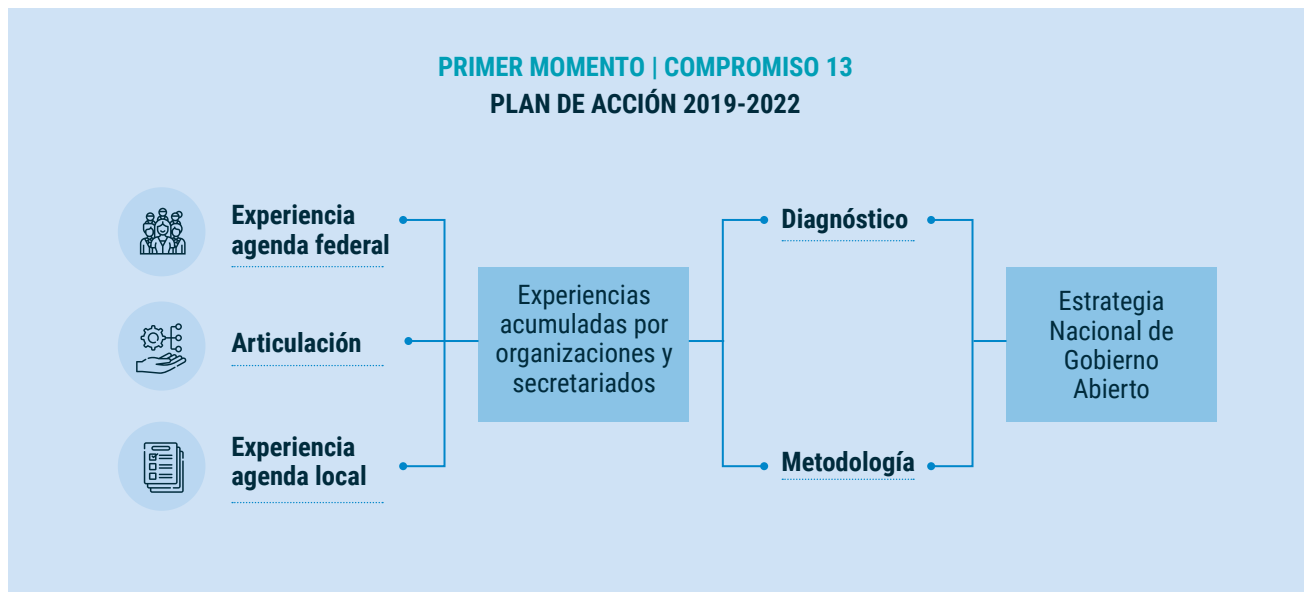 PRIMER MOMENTO | COMPROMISO 13
PLAN DE ACCIÓN 2019-2022
Experiencia
agenda federal
Articulación
Experiencia
agenda local
Experiencias
acumuladas por
organizaciones y
secretariados
Diagnóstico
Metodología
Estrategia
Nacional de
Gobierno
Abierto